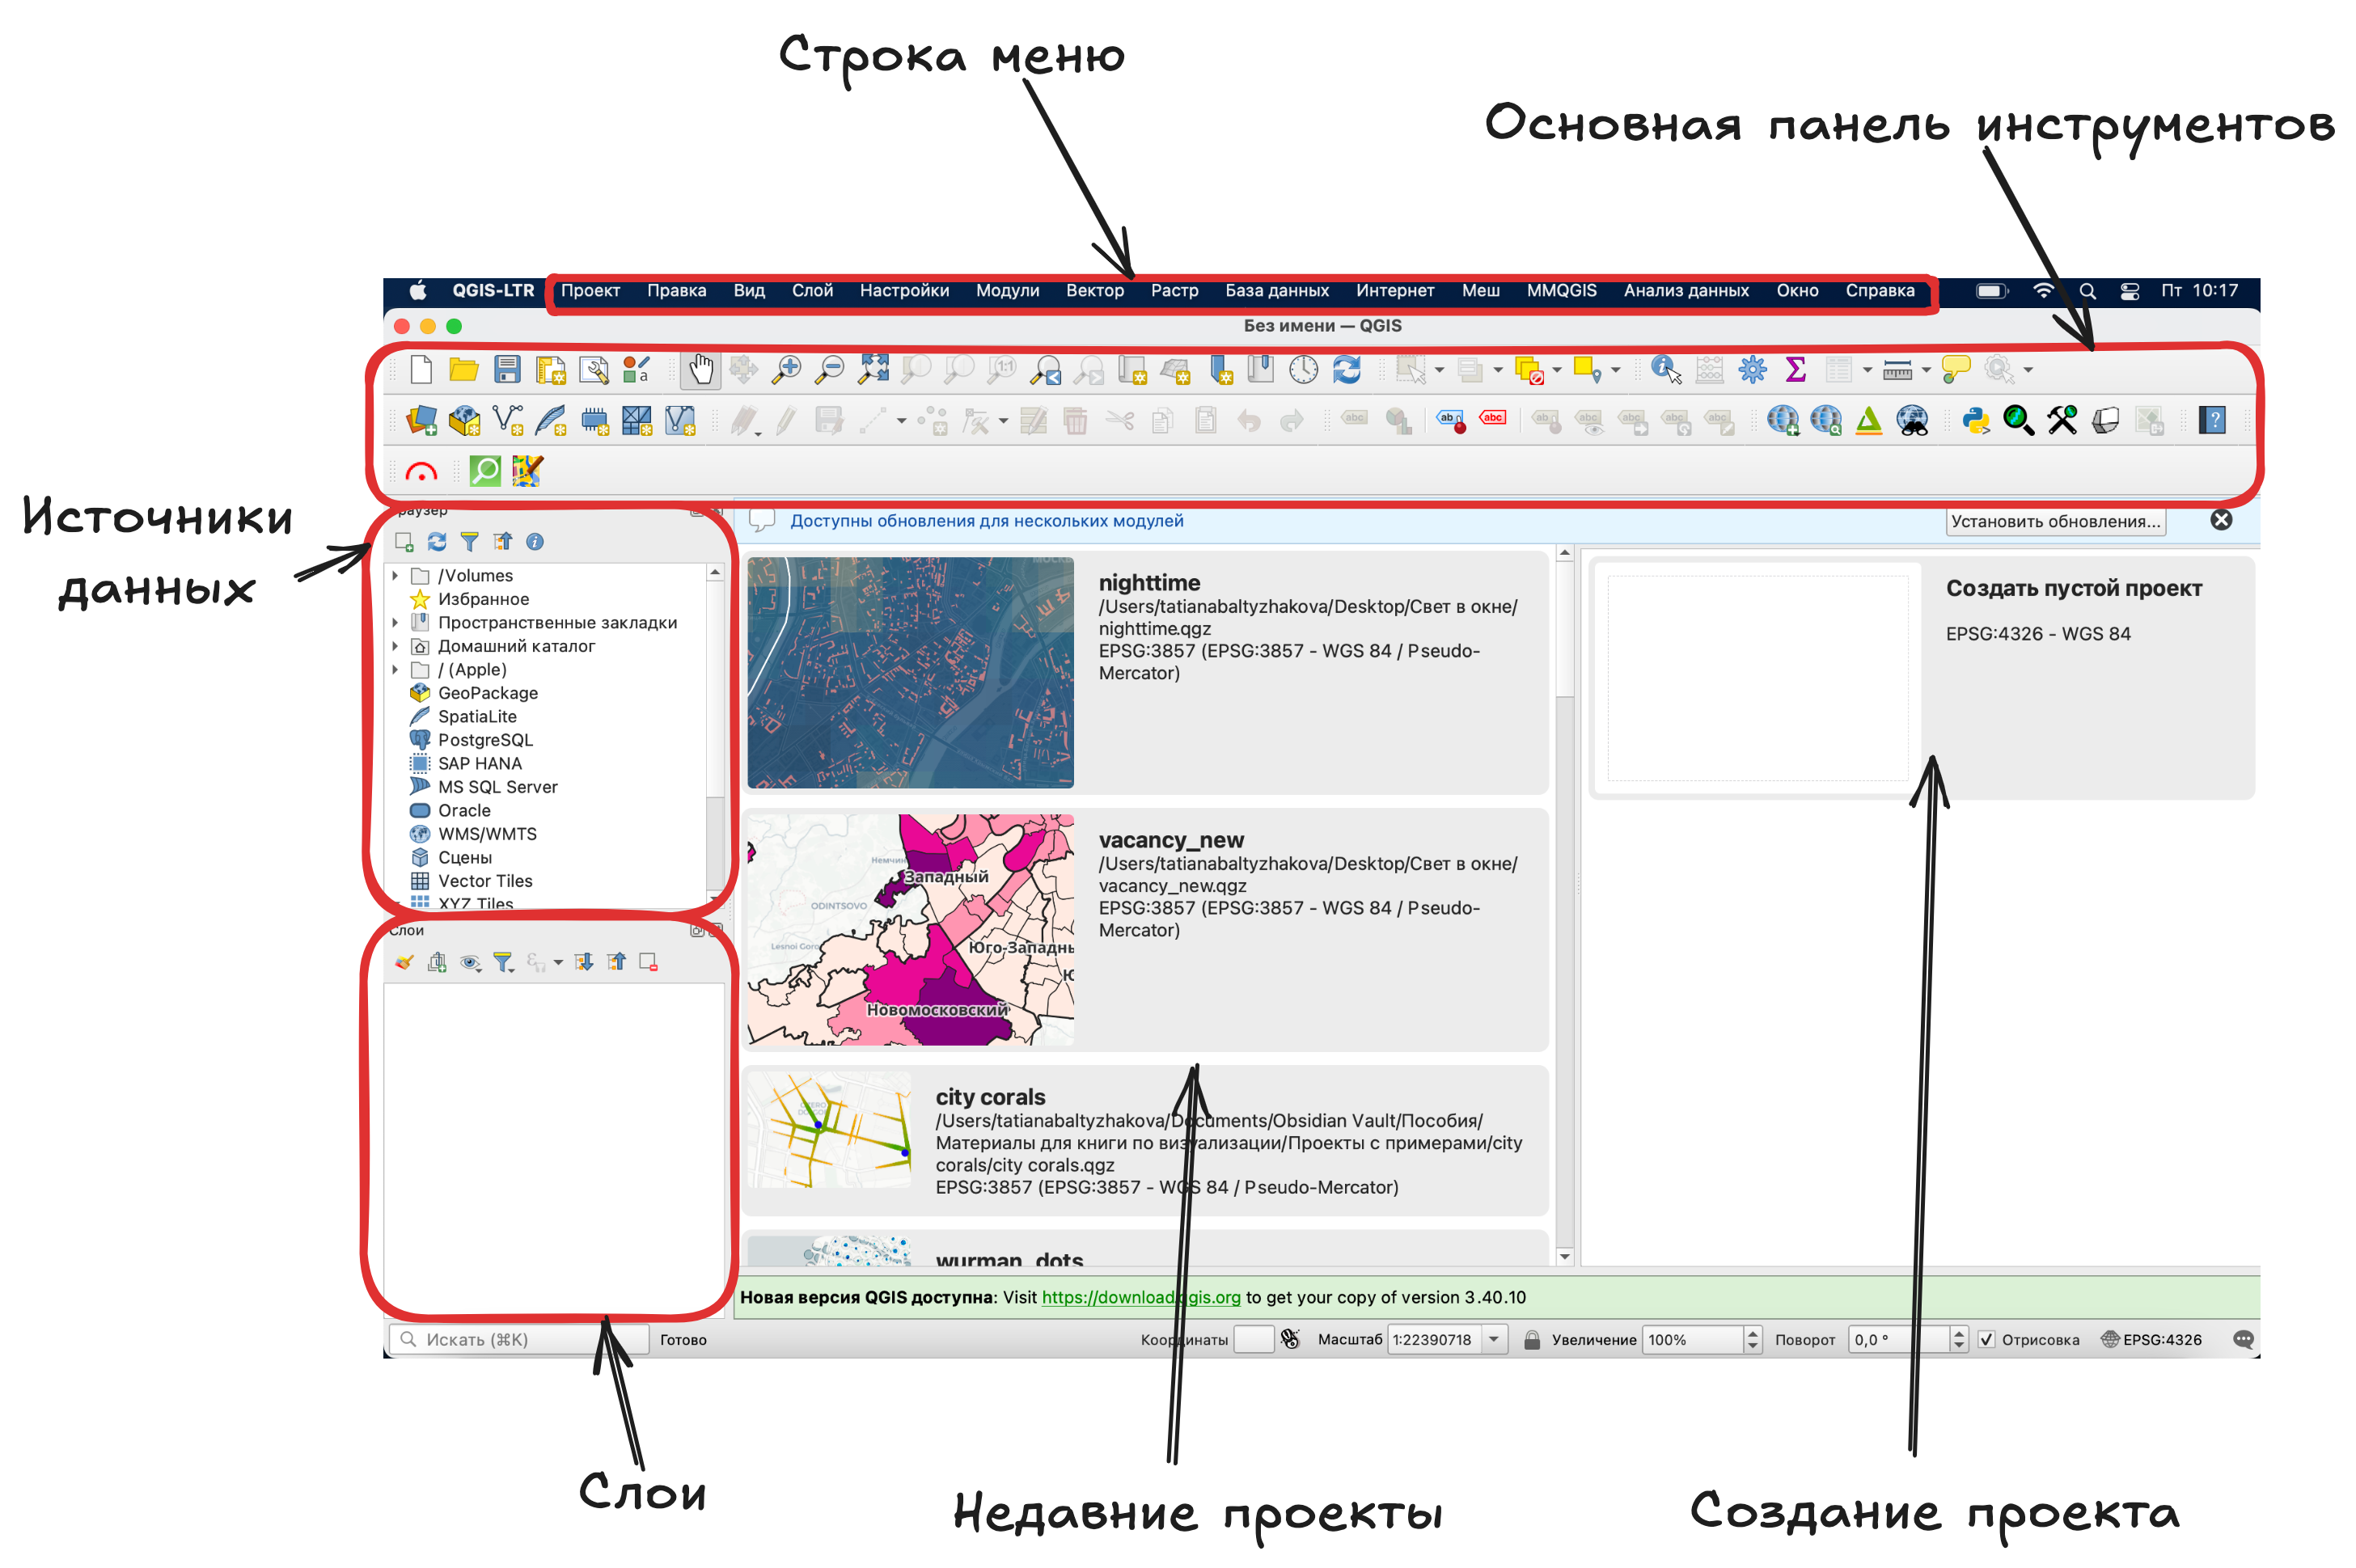 Строка меню
Основная панель инструментов
QGIS-LTR Проект Правка Вид Слой Настройки Модули Вектор Растр База данных Интернет Меш MMQGIS Анализ данных Окно Справка Пт 10:17
Без имени — QGIS
Источники
данных
раузер
/Volumes
Избранное
Пространственные закладки
Домашний каталог
/ (Apple)
GeoPackage
SpatiaLite
PostgreSQL
SAP HANA
MS SQL Server
Oracle
WMS/WMTS
Сцены
Vector Tiles
XYZ Tiles
Слои
Доступны обновления для нескольких модулей
Установить обновления...
nighttime
/Users/tatianabaltyzhakova/Desktop/Свет в окне/
nighttime.qgz
EPSG:3857 (EPSG:3857 - WGS 84 / Pseudo-
Mercator)
Создать пустой проект
EPSG:4326 - WGS 84
Западный
ODINTSOVO
Юго-Западны
Новомосковский
vacancy_new
/Users/tatianabaltyzhakova/Desktop/Свет в окне/
vacancy_new.qgz
EPSG:3857 (EPSG:3857 - WGS 84 / Pseudo-
Mercator)
city corals
/Users/tatianabaltyzhakova/Documents/Obsidian Vault/Пособия/
Материалы для книги по визуализации/Проекты с примерами/city
corals/city corals.qgz
EPSG:3857 (EPSG:3857 - WGS 84 / Pseudo-Mercator)
wurman_dots
Новая версия QGIS доступна: Visit https://download.qgis.org to get your copy of version 3.40.10
Искать (⌘K) Готово Координаты Масштаб 1:22390718 Увеличение 100% Поворот 0,0 ° Отрисовка EPSG:4326
Слои
Недавние проекты
Создание проекта